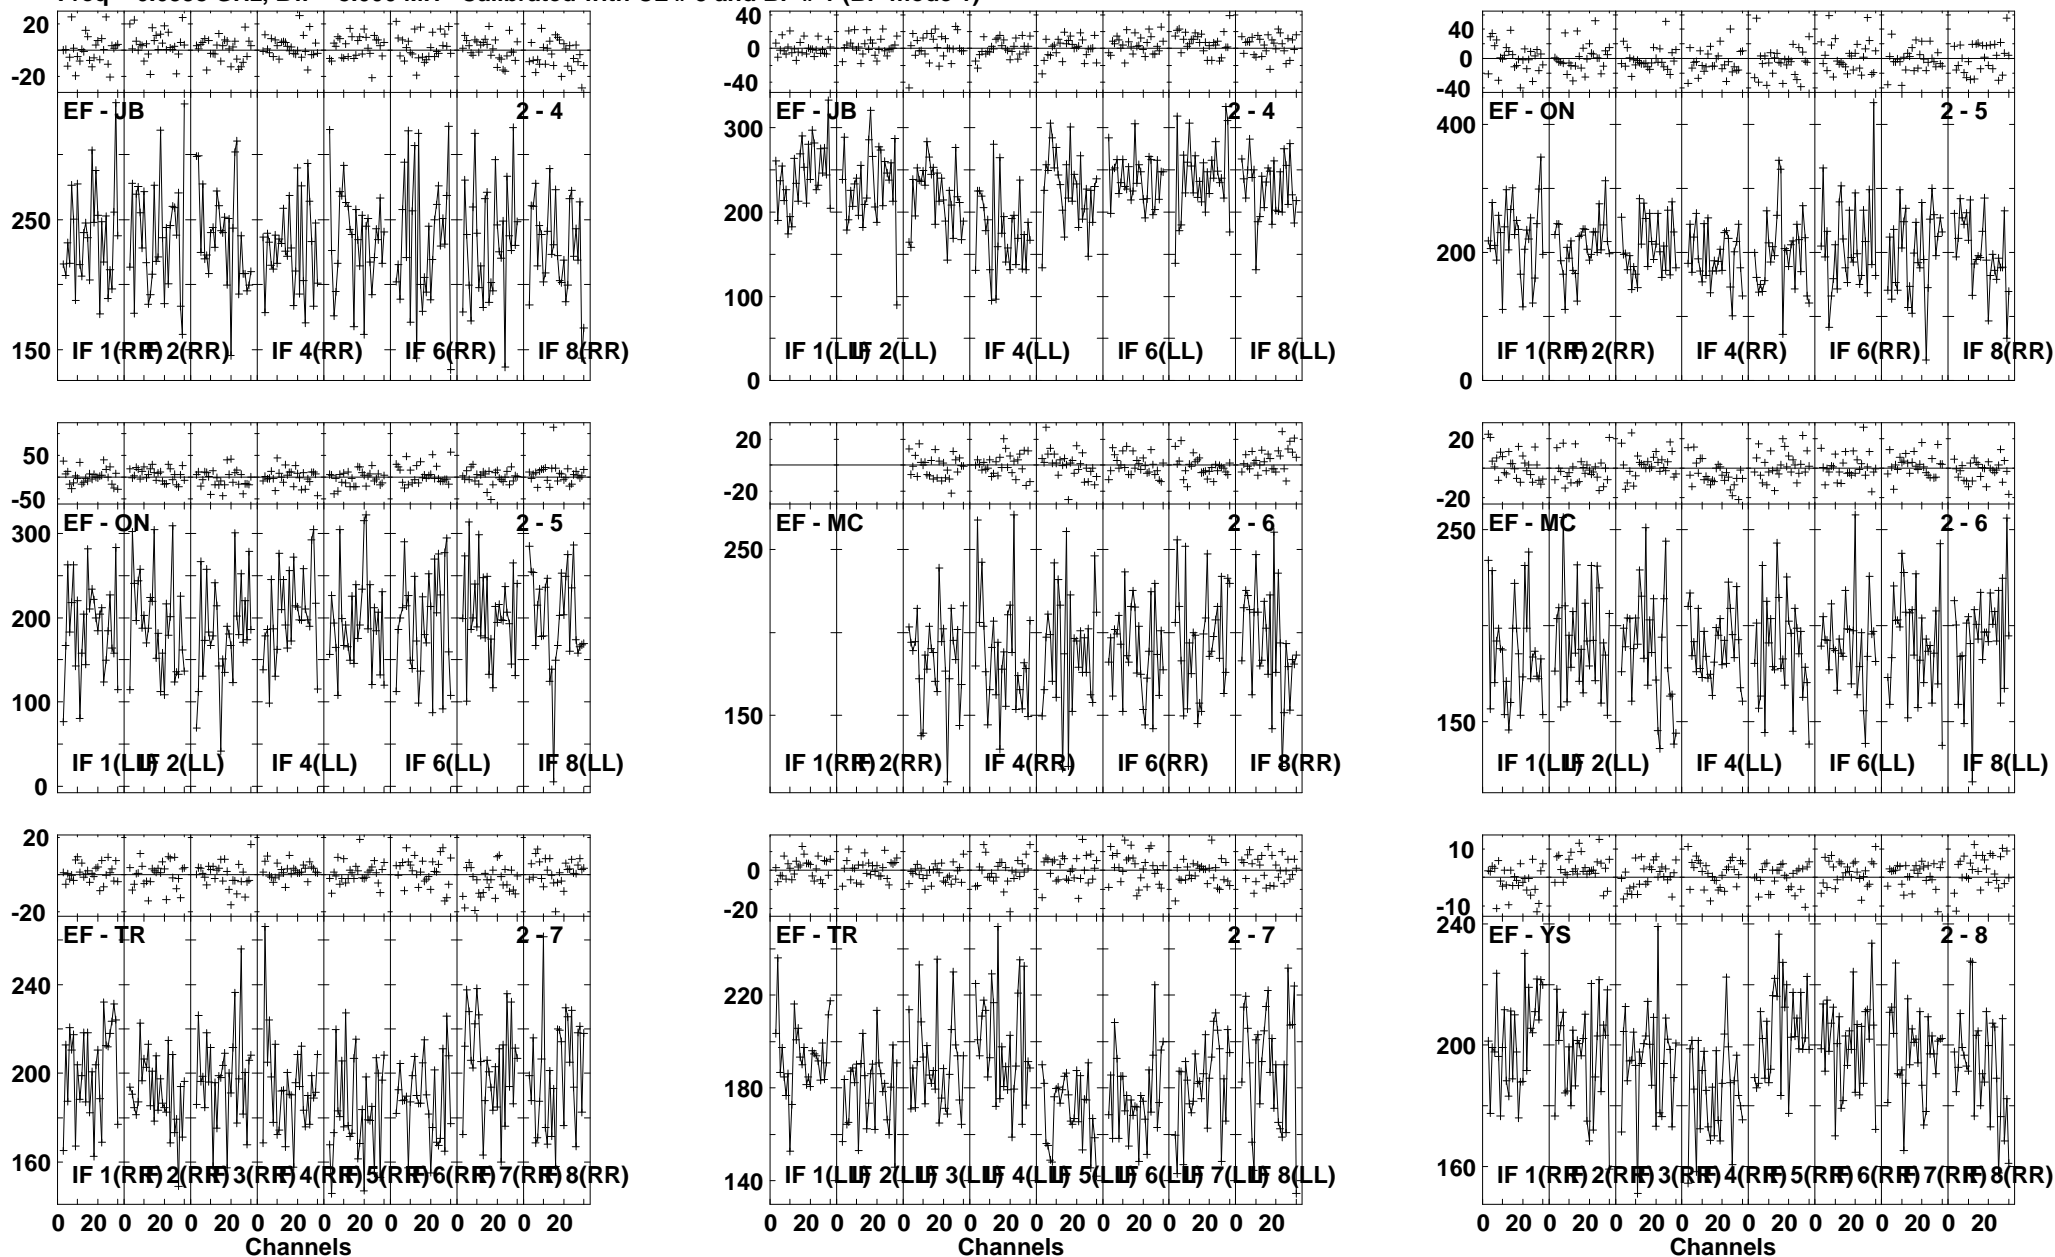 20
0
-20
EF - JB
2 - 4
250
150
IF 1(RR)
IF 2(RR)
IF 4(RR)
IF 6(RR)
IF 8(RR)
40
0
-40
EF - JB
2 - 4
300
200
100
0
IF 1(LL)
IF 2(LL)
IF 4(LL)
IF 6(LL)
IF 8(LL)
40
0
-40
EF - ON
2 - 5
400
200
0
IF 1(RR)
IF 2(RR)
IF 4(RR)
IF 6(RR)
IF 8(RR)
50
0
-50
EF - ON
2 - 5
300
200
100
0
IF 1(LL)
IF 2(LL)
IF 4(LL)
IF 6(LL)
IF 8(LL)
20
0
-20
EF - MC
2 - 6
250
150
IF 1(RR)
IF 2(RR)
IF 4(RR)
IF 6(RR)
IF 8(RR)
20
0
-20
EF - MC
2 - 6
250
150
IF 1(LL)
IF 2(LL)
IF 4(LL)
IF 6(LL)
IF 8(LL)
20
0
-20
EF - TR
2 - 7
240
200
160
IF 1(RR)
IF 2(RR)
IF 3(RR)
IF 4(RR)
IF 5(RR)
IF 6(RR)
IF 7(RR)
IF 8(RR)
0 20 0 20 0 20 0 20 0 20 0 20 0 20 0 20
Channels
0
-20
EF - TR
2 - 7
220
180
140
IF 1(LL)
IF 2(LL)
IF 3(LL)
IF 4(LL)
IF 5(LL)
IF 6(LL)
IF 7(LL)
IF 8(LL)
0 20 0 20 0 20 0 20 0 20 0 20 0 20 0 20
Channels
10
-10
EF - YS
2 - 8
240
200
160
IF 1(RR)
IF 2(RR)
IF 3(RR)
IF 4(RR)
IF 5(RR)
IF 6(RR)
IF 7(RR)
IF 8(RR)
0 20 0 20 0 20 0 20 0 20 0 20 0 20 0 20
Channels